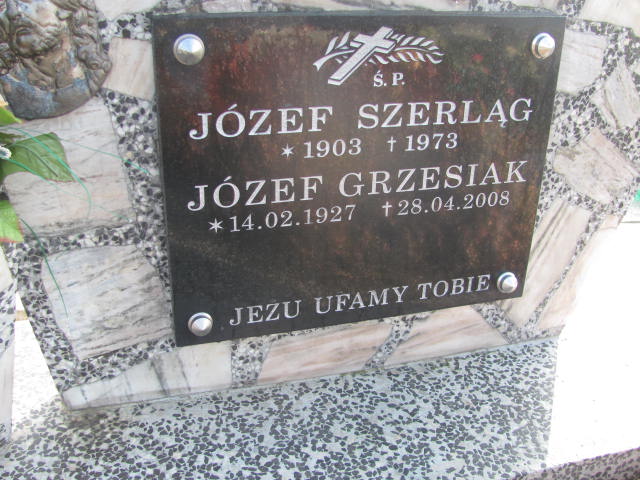 Ś. P.
JÓZEF SZERLĄG
* 1903 † 1973
JÓZEF GRZESIAK
* 14.02.1927 † 28.04.2008
JEZU UFAMY TOBIE